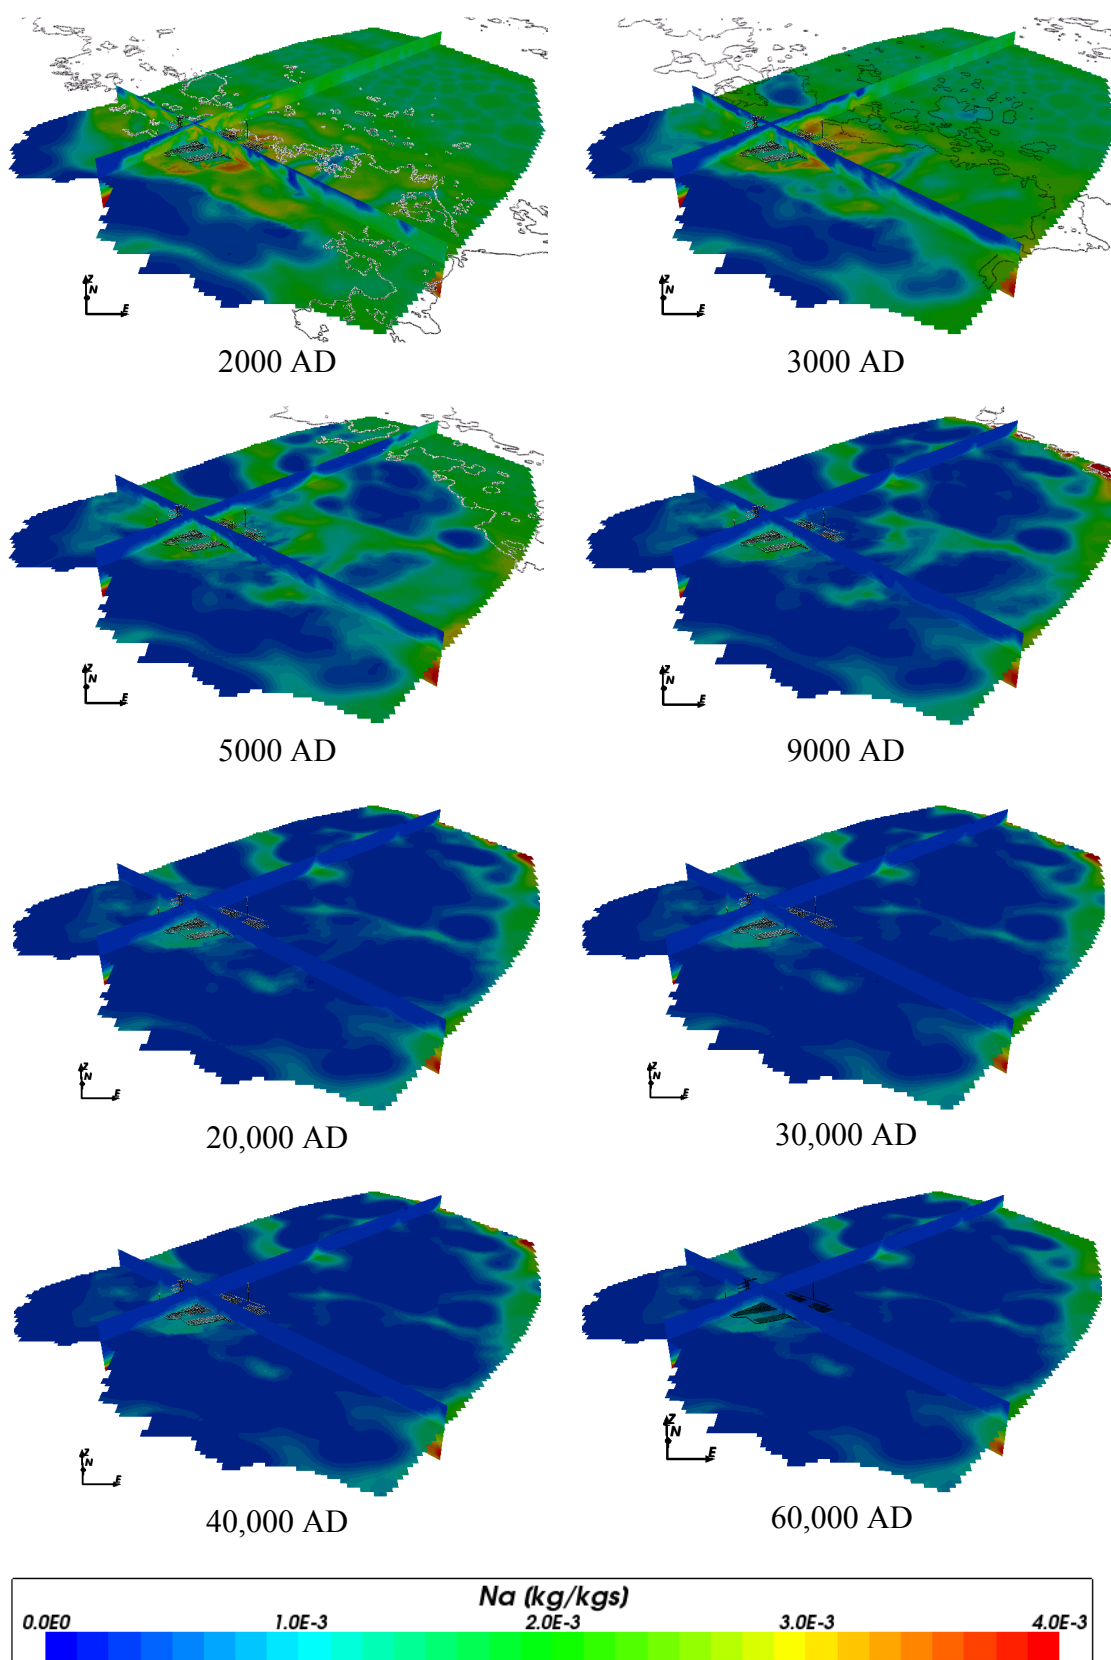 Z
N
E
2000 AD
Z
N
E
3000 AD
Z
N
E
5000 AD
Z
N
E
9000 AD
Z
N
E
20,000 AD
Z
N
E
30,000 AD
Z
N
E
40,000 AD
Z
N
E
60,000 AD
Na (kg/kgs)
0.0E0 1.0E-3 2.0E-3 3.0E-3 4.0E-3